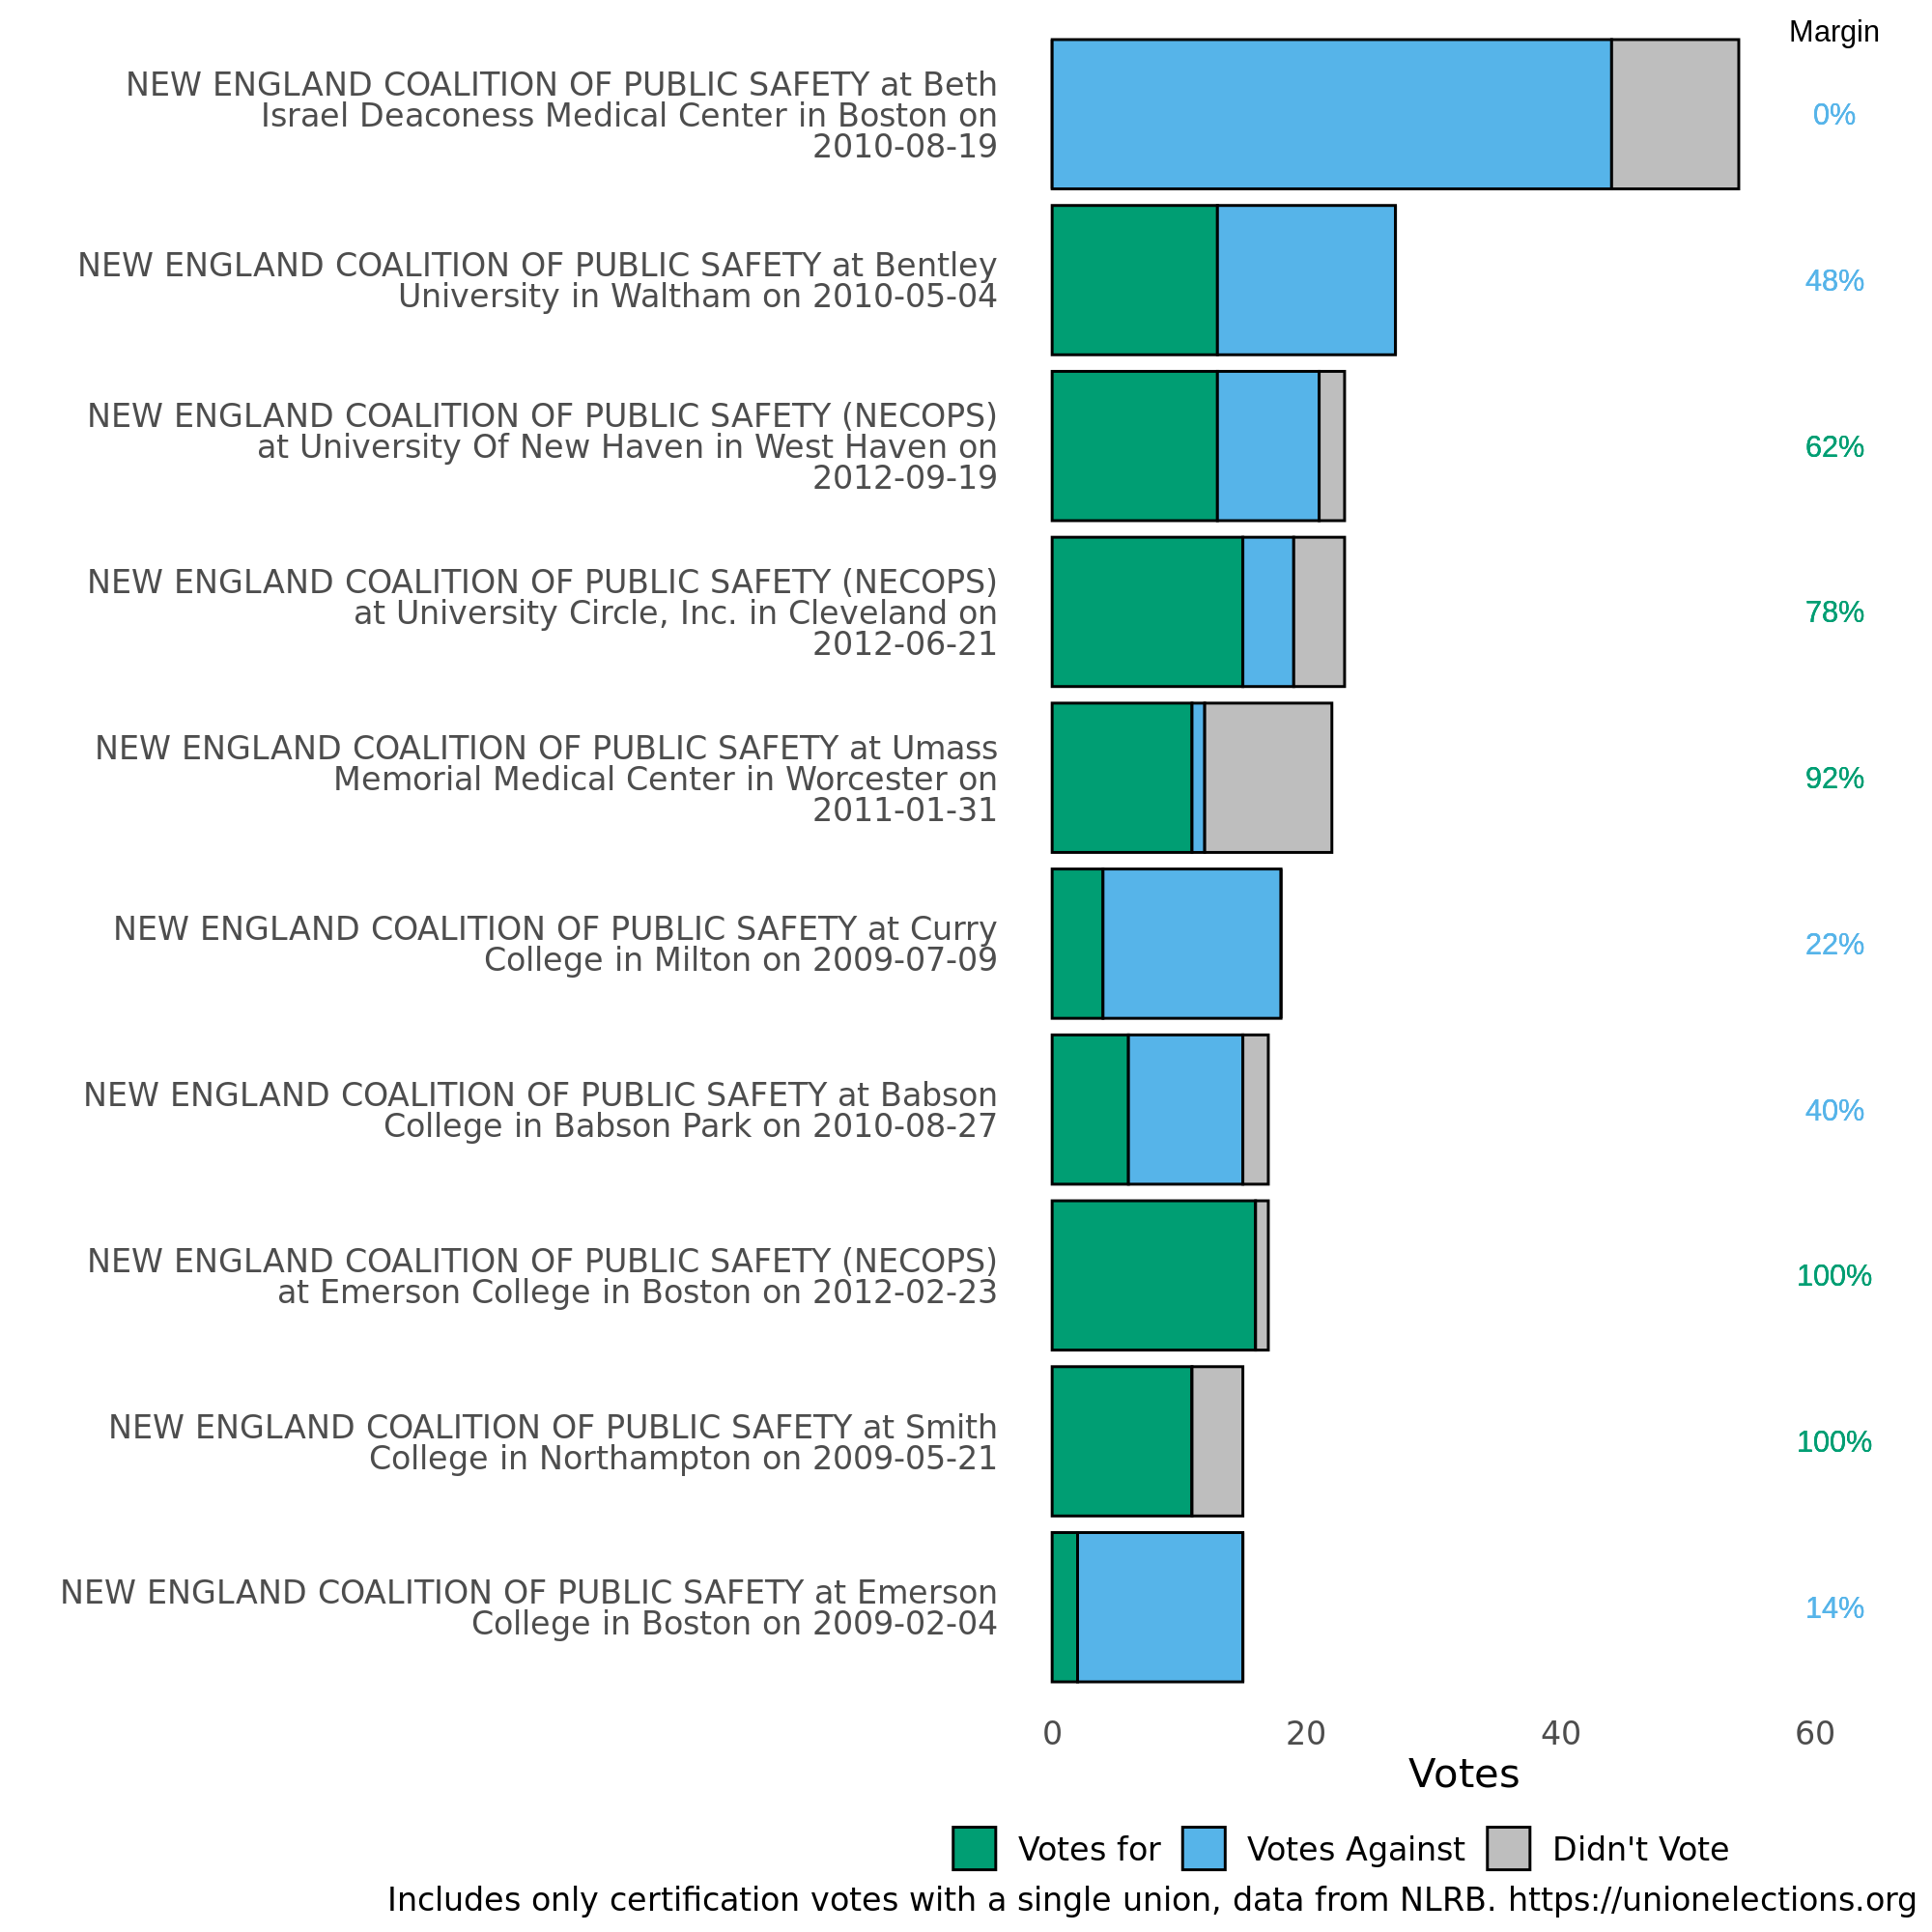 Margin
NEW ENGLAND COALITION OF PUBLIC SAFETY at Beth
Israel Deaconess Medical Center in Boston on
2010-08-19
0%
NEW ENGLAND COALITION OF PUBLIC SAFETY at Bentley
University in Waltham on 2010-05-04
48%
NEW ENGLAND COALITION OF PUBLIC SAFETY (NECOPS)
at University Of New Haven in West Haven on
2012-09-19
62%
NEW ENGLAND COALITION OF PUBLIC SAFETY (NECOPS)
at University Circle, Inc. in Cleveland on
2012-06-21
78%
NEW ENGLAND COALITION OF PUBLIC SAFETY at Umass
Memorial Medical Center in Worcester on
2011-01-31
92%
NEW ENGLAND COALITION OF PUBLIC SAFETY at Curry
College in Milton on 2009-07-09
22%
NEW ENGLAND COALITION OF PUBLIC SAFETY at Babson
College in Babson Park on 2010-08-27
40%
NEW ENGLAND COALITION OF PUBLIC SAFETY (NECOPS)
at Emerson College in Boston on 2012-02-23
100%
NEW ENGLAND COALITION OF PUBLIC SAFETY at Smith
College in Northampton on 2009-05-21
100%
NEW ENGLAND COALITION OF PUBLIC SAFETY at Emerson
College in Boston on 2009-02-04
14%
0 20 40 60
Votes
Votes for Votes Against Didn't Vote
Includes only certification votes with a single union, data from NLRB. https://unionelections.org